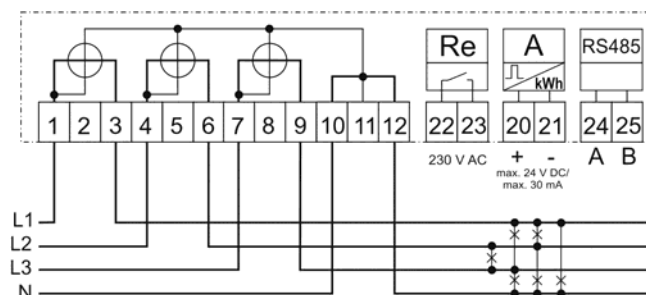 Re A RS485
kWh
1 2 3 4 5 6 7 8 9 10 11 12 22 23 20 21 24 25
230 V AC + - A B
max. 24 V DC/
max. 30 mA
L1
L2
L3
N